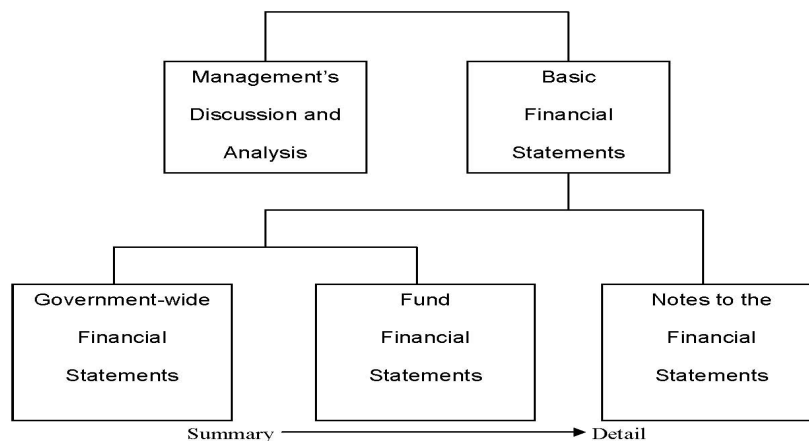 Management's
Discussion and
Analysis
Basic
Financial
Statements
Government-wide
Financial
Statements
Fund
Financial
Statements
Notes to the
Financial
Statements
Summary
Detail